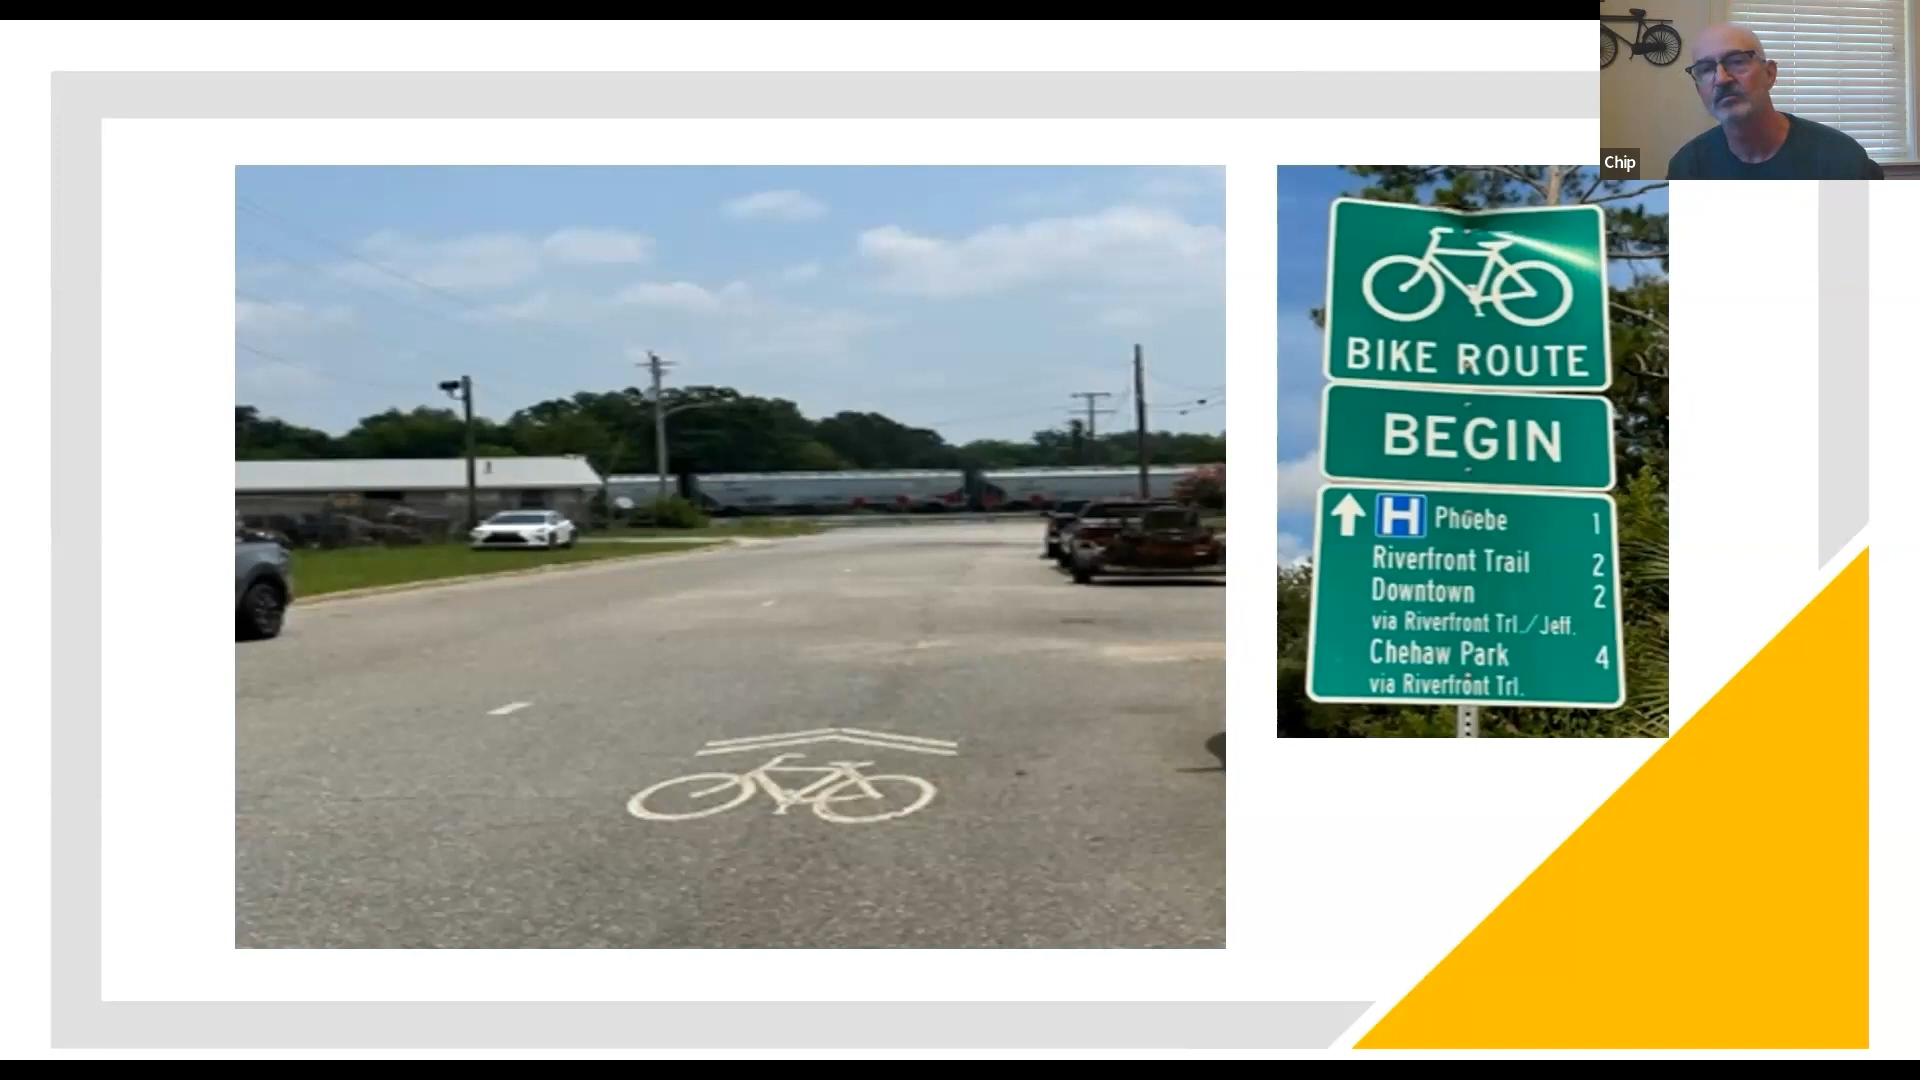 Chip
BIKE ROUTE
BEGIN
H Phoebe 1
Riverfront Trail 2
Downtown 2
via Riverfront Trl./Jeff.
Chehaw Park 4
via Riverfront Trl.